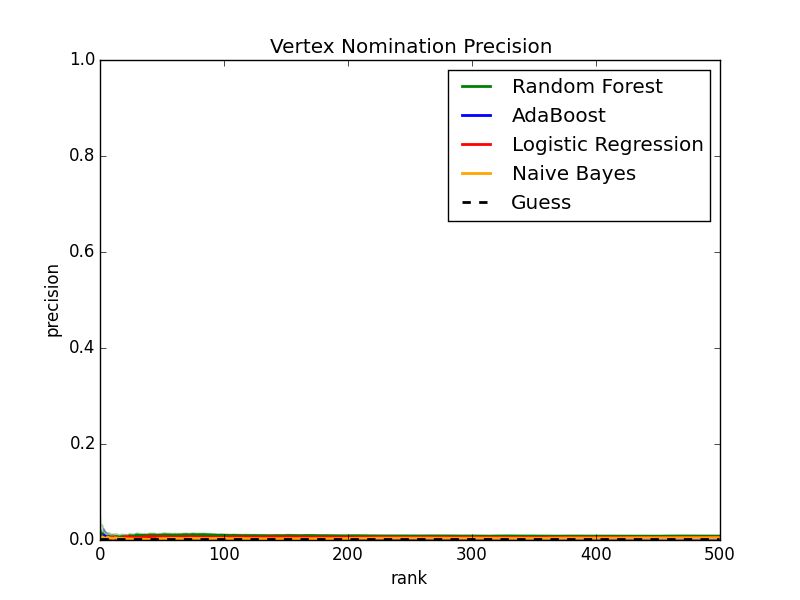 Vertex Nomination Precision
1.0
0.8
0.6
0.4
0.2
0.0
precision
Random Forest
AdaBoost
Logistic Regression
Naive Bayes
Guess
0 100 200 300 400 500
rank